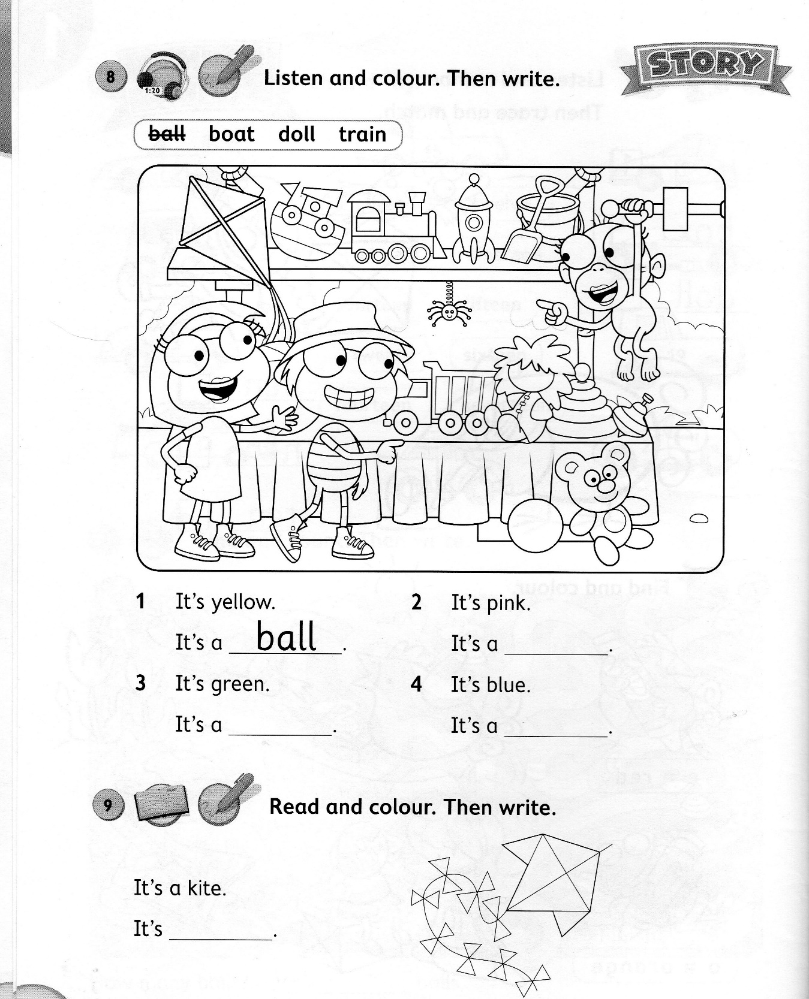 8 1:20 Listen and colour. Then write. STORY
ball boat doll train
1 It's yellow. 2 It's pink.
It's a ball. It's a ________.
3 It's green. 4 It's blue.
It's a ________. It's a ________.
9 Read and colour. Then write.
It's a kite.
It's ________.